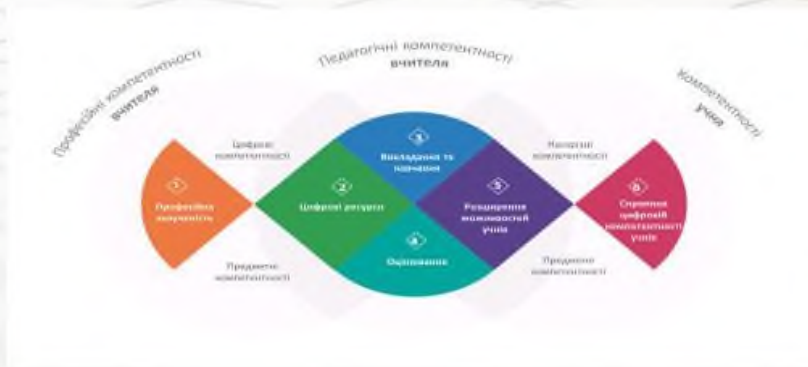 Професійні компетентності
вчителя
Педагогічні компетентності
вчителя
Компетентності
учня
Цифрові
компетентності
Наскрізні
компетентності
1
Професійна
залученість
2
Цифрові ресурси
3
Викладання та
навчання
4
Оцінювання
5
Розширення
можливостей
учнів
6
Сприяння
цифровій
компетентності
учнів
Предметні
компетентності
Предметні
компетентності